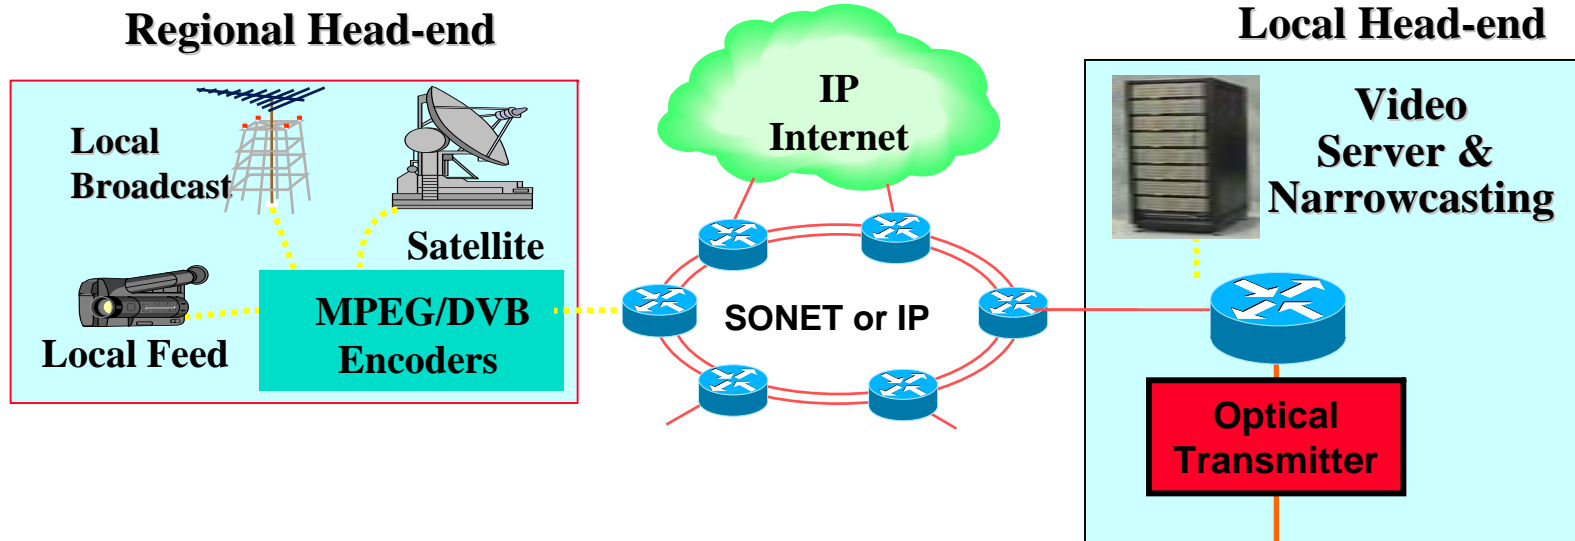 Regional Head-end
Local
Broadcast
Satellite
Local Feed
MPEG/DVB
Encoders
IP
Internet
SONET or IP
Local Head-end
Video
Server &
Narrowcasting
Optical
Transmitter